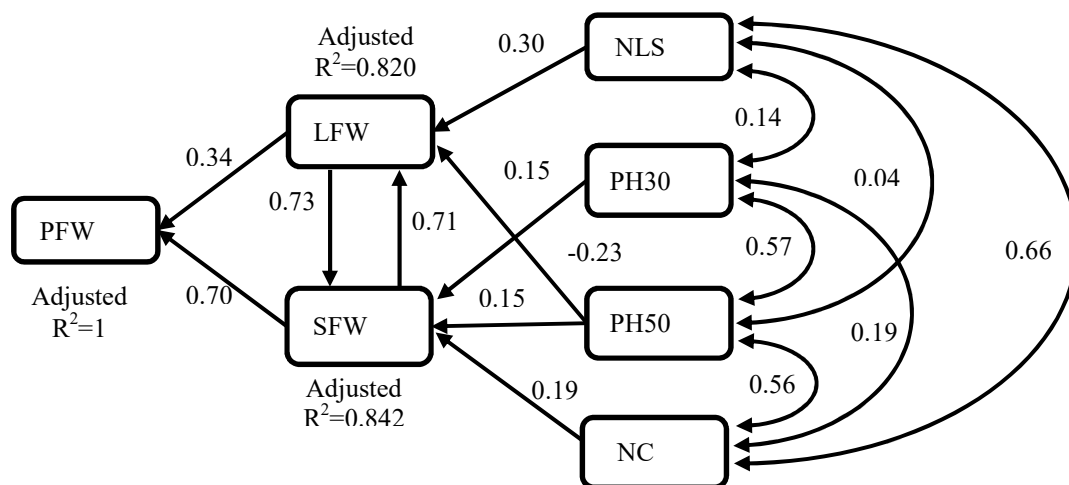 Adjusted
R²=0.820
0.30
NLS
LFW
0.14
0.34
0.15
PH30
0.04
0.73
0.71
PFW
-0.23
0.57
0.66
Adjusted
R²=1
0.70
SFW
0.15
PH50
0.19
Adjusted
R²=0.842
0.19
0.56
NC